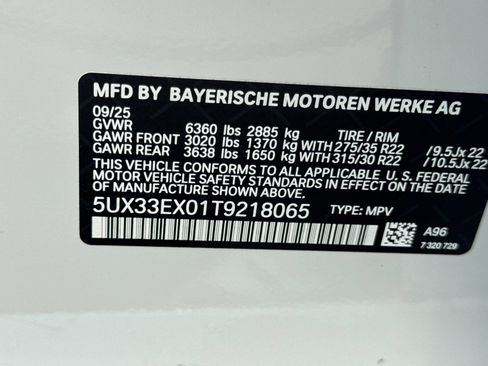 MFD BY BAYERISCHE MOTOREN WERKE AG
09/25
GVWR 6360 lbs 2885 kg TIRE / RIM
GAWR FRONT 3020 lbs 1370 kg WITH 275/35 R22 /9.5Jx 22
GAWR REAR 3638 lbs 1650 kg WITH 315/30 R22 /10.5Jx 22
THIS VEHICLE CONFORMS TO ALL APPLICABLE U. S. FEDERAL
MOTOR VEHICLE SAFETY STANDARDS IN EFFECT ON THE
DATE OF MANUFACTURE SHOWN ABOVE.
5UX33EX01T9218065 TYPE: MPV
A96
7 320 729